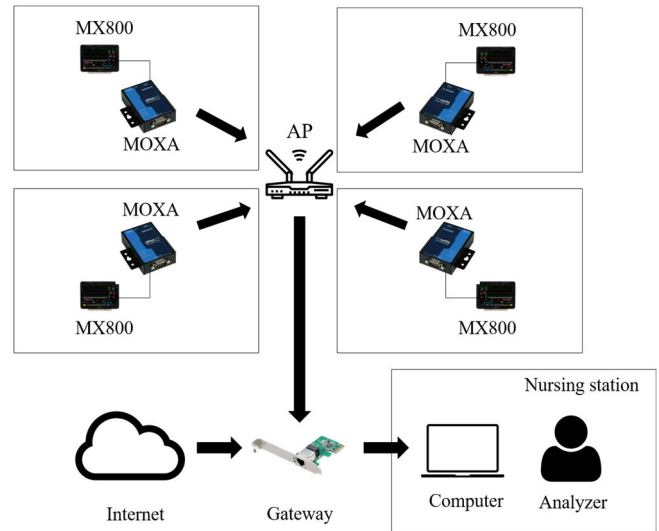 MX800
MOXA
MX800
MOXA
AP
MOXA
MX800
MOXA
MX800
Nursing station
Internet
Gateway
Computer
Analyzer